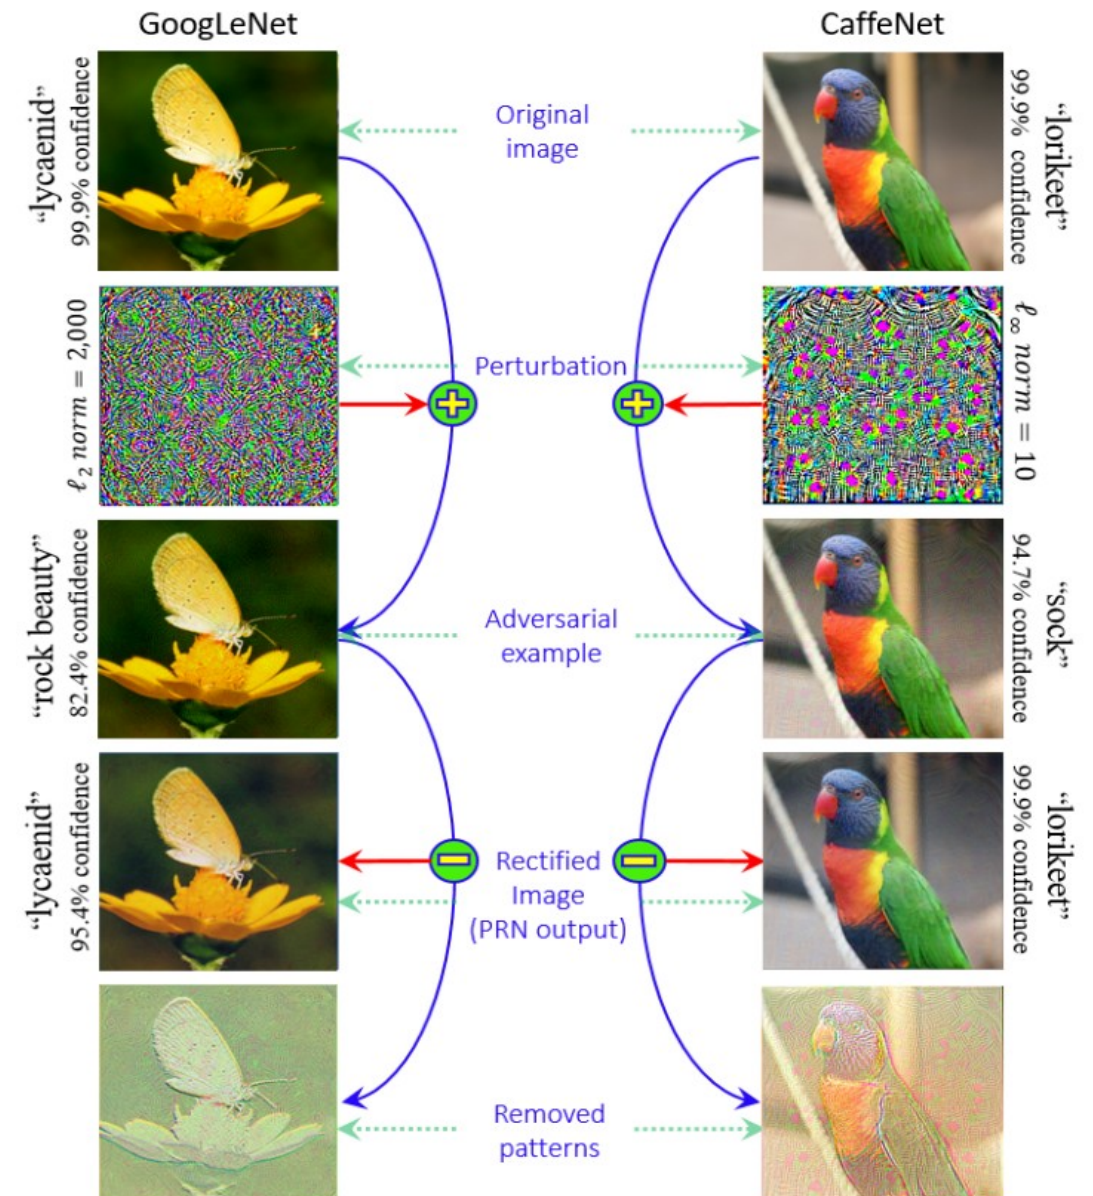 GoogLeNet
CaffeNet
“lycaenid”
99.9% confidence
Original
image
99.9% confidence
“lorikeet”
ℓ₂ norm = 2,000
Perturbation
ℓ∞ norm = 10
“rock beauty”
82.4% confidence
Adversarial
example
94.7% confidence
“sock”
“lycaenid”
95.4% confidence
Rectified
Image
(PRN output)
99.9% confidence
“lorikeet”
Removed
patterns